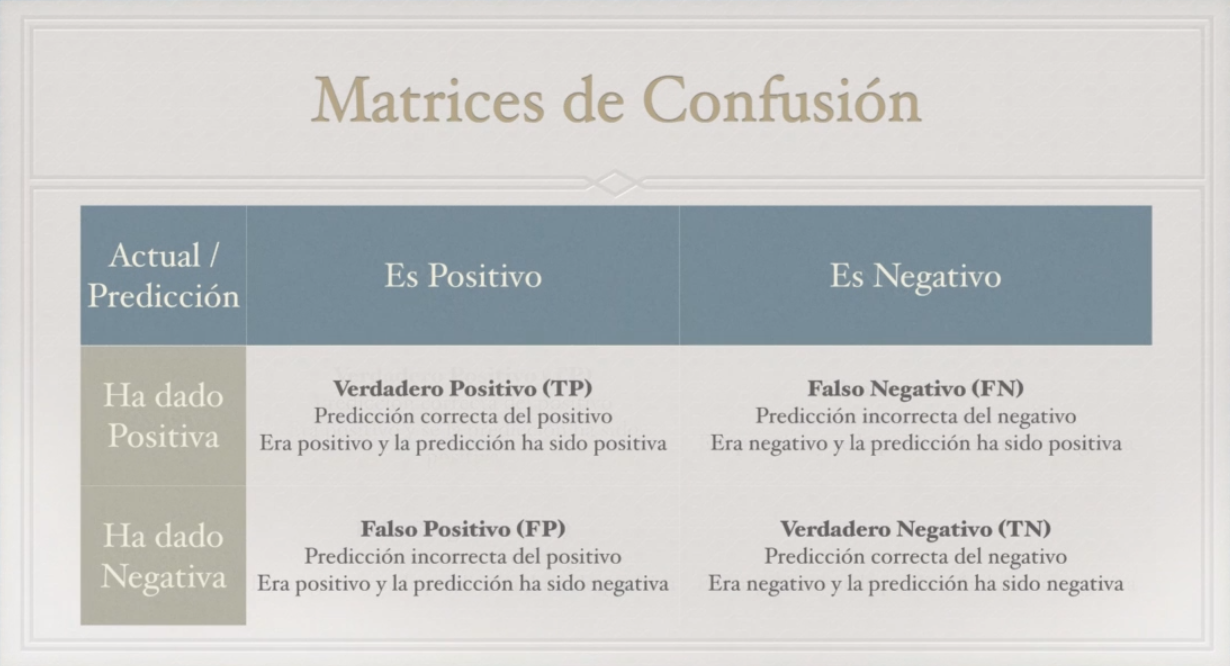 Matrices de Confusión
Actual /
Predicción
Es Positivo
Es Negativo
Ha dado
Positiva
Verdadero Positivo (TP)
Predicción correcta del positivo
Era positivo y la predicción ha sido positiva
Falso Negativo (FN)
Predicción incorrecta del negativo
Era negativo y la predicción ha sido positiva
Ha dado
Negativa
Falso Positivo (FP)
Predicción incorrecta del positivo
Era positivo y la predicción ha sido negativa
Verdadero Negativo (TN)
Predicción correcta del negativo
Era negativo y la predicción ha sido negativa